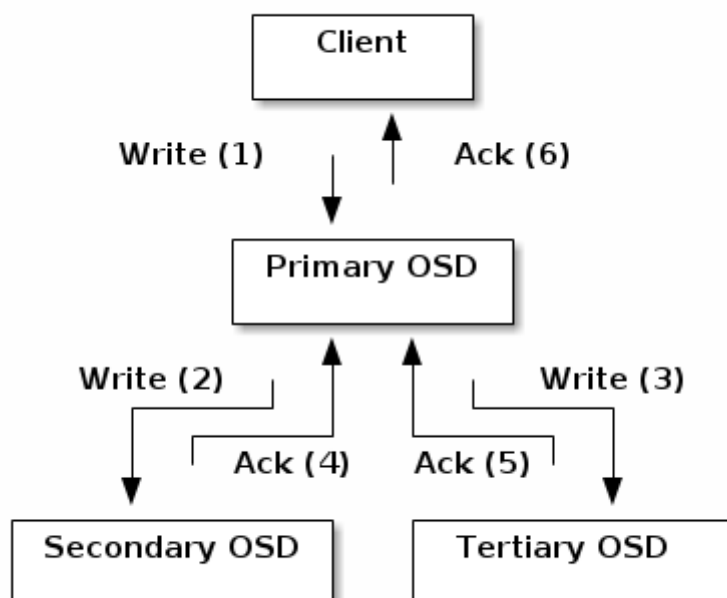 Client
Write (1)
Ack (6)
Primary OSD
Write (2)
Write (3)
Ack (4)
Ack (5)
Secondary OSD
Tertiary OSD